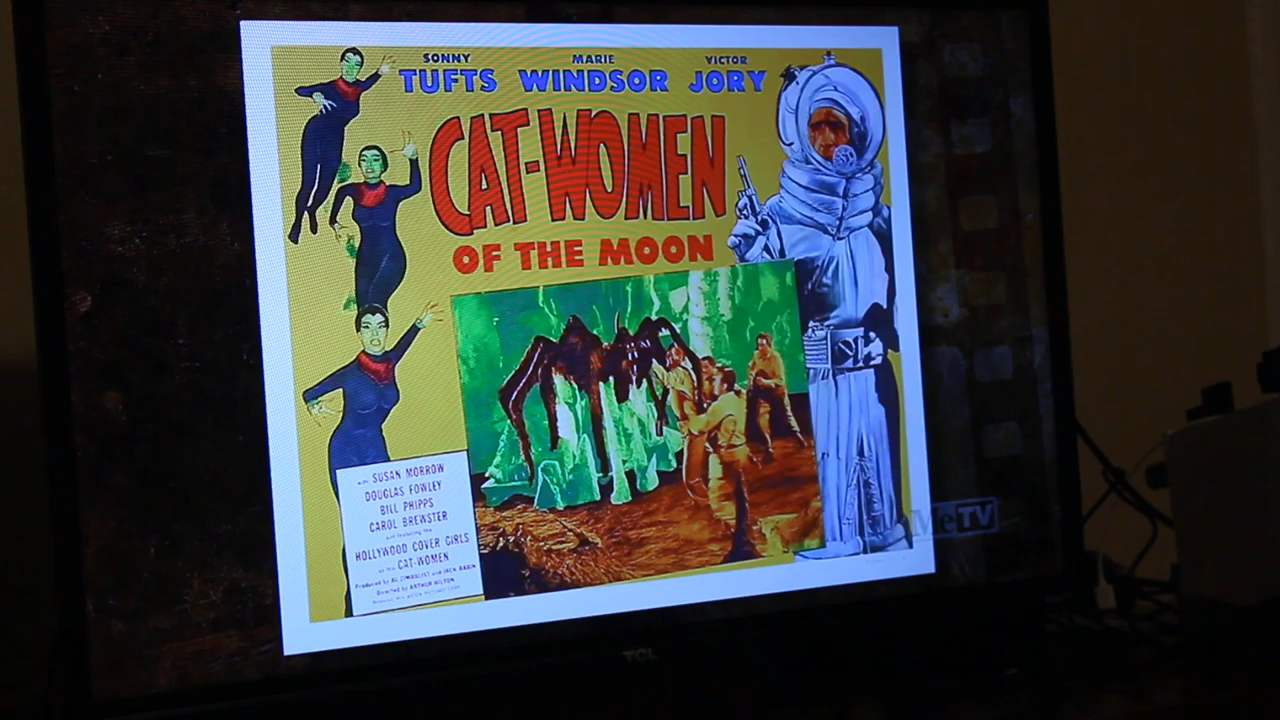 SONNY MARIE VICTOR
TUFTS WINDSOR JORY
CAT-WOMEN
OF THE MOON
with SUSAN MORROW
DOUGLAS FOWLEY
BILL PHIPPS
CAROL BREWSTER
and featuring the
HOLLYWOOD COVER GIRLS
as the CAT-WOMEN
Produced by AL ZIMBALIST and JACK RABIN
Directed by ARTHUR HILTON
MeTV
TCL